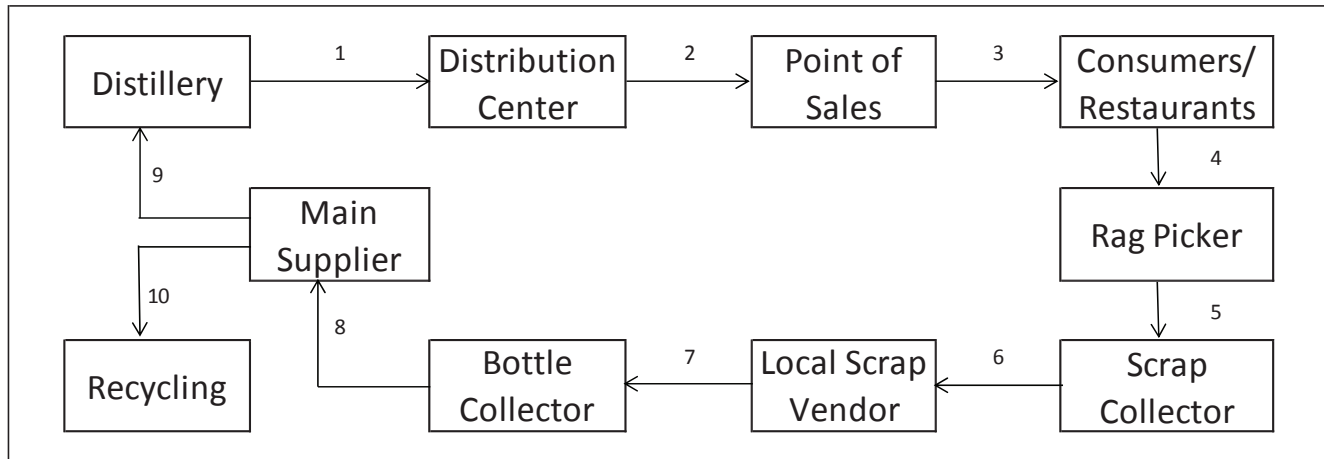 Distillery
1
Distribution
Center
2
Point of
Sales
3
Consumers/
Restaurants
4
Rag Picker
5
Scrap
Collector
6
Local Scrap
Vendor
7
Bottle
Collector
8
Main
Supplier
9
10
Recycling